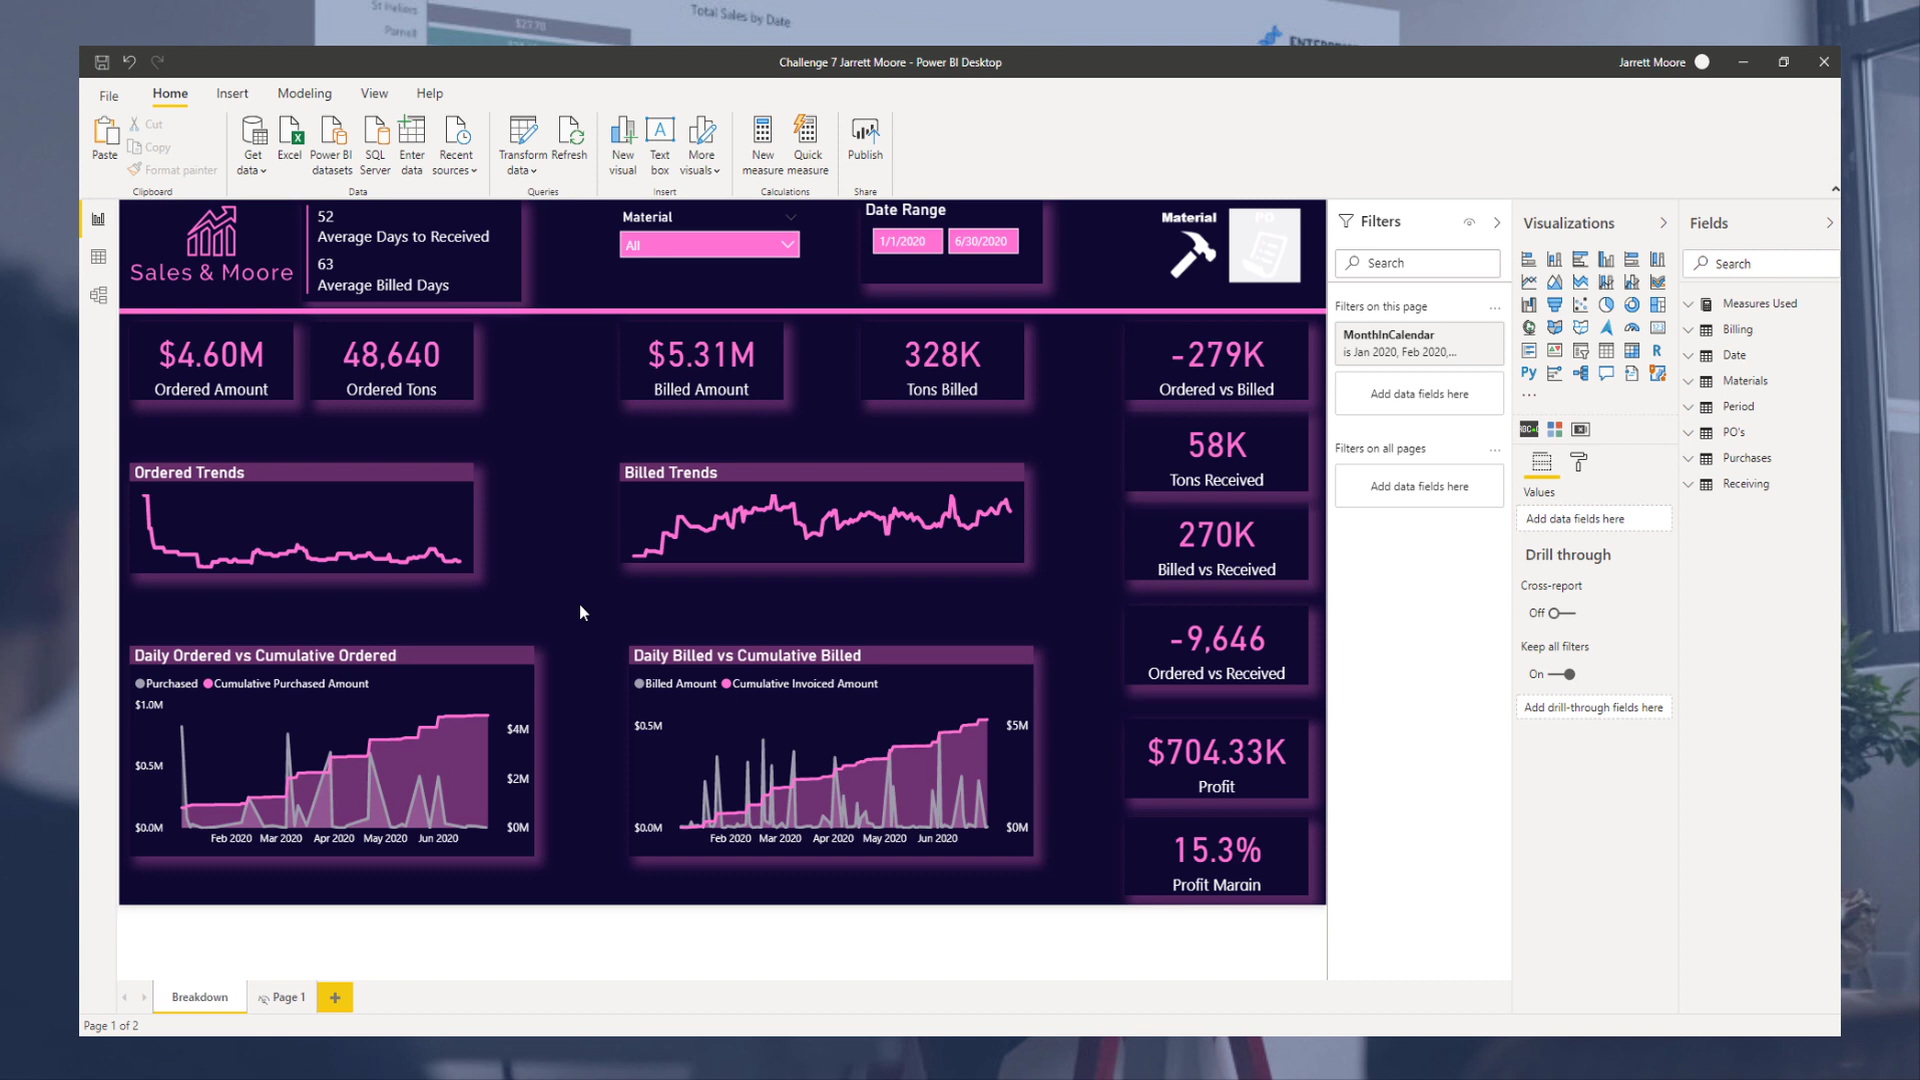 St Heliers
$27.70
Parnell
Total Sales by Date
Challenge 7 Jarrett Moore - Power BI Desktop
Jarrett Moore
File
Home
Insert
Modeling
View
Help
Paste
Cut
Copy
Format painter
Clipboard
Get data
Excel
Power BI datasets
SQL Server
Enter data
Recent sources
Data
Transform data
Refresh
Queries
New visual
Text box
More visuals
Insert
New measure
Quick measure
Calculations
Publish
Share
Sales & Moore
52
Average Days to Received
63
Average Billed Days
Material
All
Date Range
1/1/2020
6/30/2020
Material
PO
$4.60M
Ordered Amount
48,640
Ordered Tons
$5.31M
Billed Amount
328K
Tons Billed
-279K
Ordered vs Billed
58K
Tons Received
270K
Billed vs Received
-9,646
Ordered vs Received
$704.33K
Profit
15.3%
Profit Margin
Ordered Trends
Billed Trends
Daily Ordered vs Cumulative Ordered
Purchased
Cumulative Purchased Amount
$1.0M
$0.5M
$0.0M
$4M
$2M
$0M
Feb 2020
Mar 2020
Apr 2020
May 2020
Jun 2020
Daily Billed vs Cumulative Billed
Billed Amount
Cumulative Invoiced Amount
$0.5M
$0.0M
$5M
$0M
Feb 2020
Mar 2020
Apr 2020
May 2020
Jun 2020
Filters
Search
Filters on this page
...
MonthInCalendar
is Jan 2020, Feb 2020,...
Add data fields here
Filters on all pages
...
Add data fields here
Visualizations
R
Py
...
Values
Add data fields here
Drill through
Cross-report
Off
Keep all filters
On
Add drill-through fields here
Fields
Search
Measures Used
Billing
Date
Materials
Period
PO's
Purchases
Receiving
Breakdown
Page 1
+
Page 1 of 2